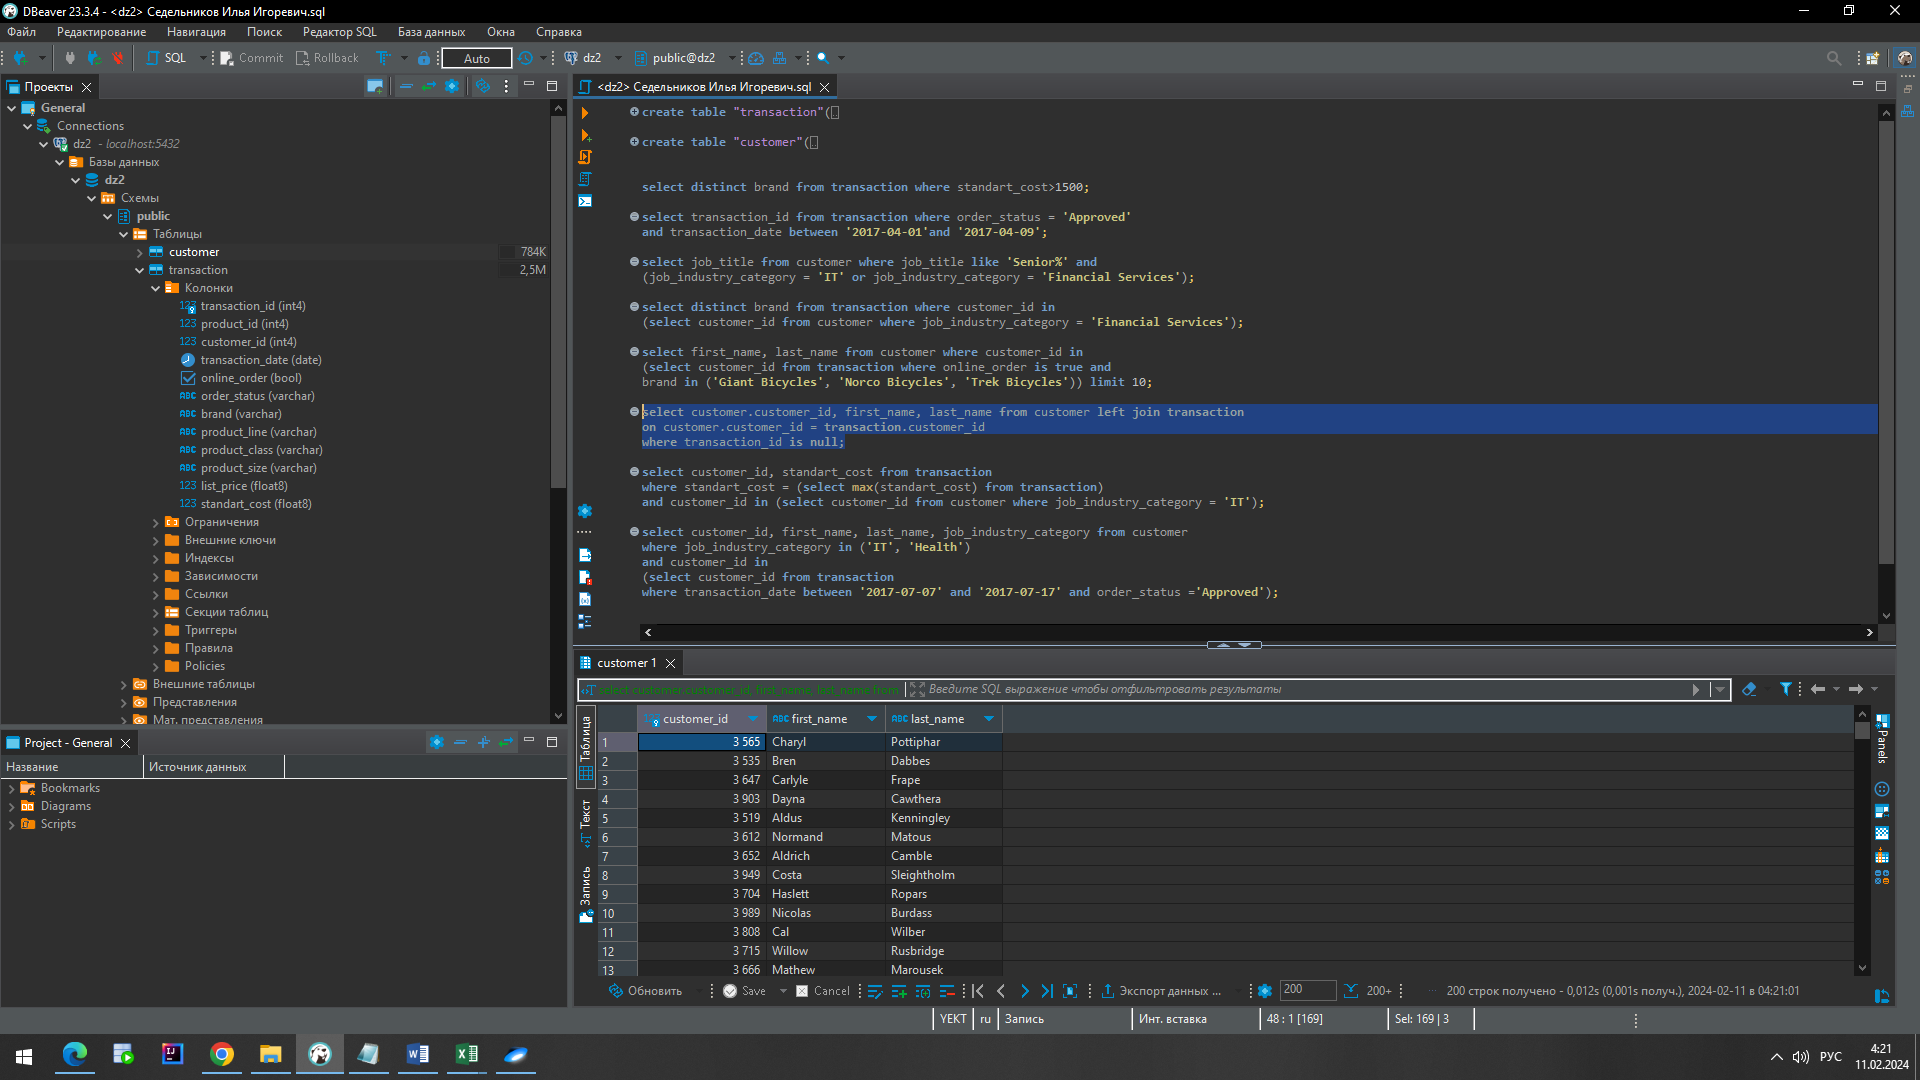 DBeaver 23.3.4 - <dz2> Седельников Илья Игоревич.sql
Файл Редактирование Навигация Поиск Редактор SQL База данных Окна Справка
SQL Commit Rollback Auto dz2 public@dz2
Проекты
General
Connections
dz2 - localhost:5432
Базы данных
dz2
Схемы
public
Таблицы
customer 784K
transaction 2,5M
Колонки
transaction_id (int4)
product_id (int4)
customer_id (int4)
transaction_date (date)
online_order (bool)
order_status (varchar)
brand (varchar)
product_line (varchar)
product_class (varchar)
product_size (varchar)
list_price (float8)
standart_cost (float8)
Ограничения
Внешние ключи
Индексы
Зависимости
Ссылки
Секции таблиц
Триггеры
Правила
Policies
Внешние таблицы
Представления
Мат. представления
Project - General
Название Источник данных
Bookmarks
Diagrams
Scripts
<dz2> Седельников Илья Игоревич.sql
create table "transaction"(
create table "customer"(
select distinct brand from transaction where standart_cost>1500;
select transaction_id from transaction where order_status = 'Approved'
and transaction_date between '2017-04-01'and '2017-04-09';
select job_title from customer where job_title like 'Senior%' and
(job_industry_category = 'IT' or job_industry_category = 'Financial Services');
select distinct brand from transaction where customer_id in
(select customer_id from customer where job_industry_category = 'Financial Services');
select first_name, last_name from customer where customer_id in
(select customer_id from transaction where online_order is true and
brand in ('Giant Bicycles', 'Norco Bicycles', 'Trek Bicycles')) limit 10;
select customer.customer_id, first_name, last_name from customer left join transaction
on customer.customer_id = transaction.customer_id
where transaction_id is null;
select customer_id, standart_cost from transaction
where standart_cost = (select max(standart_cost) from transaction)
and customer_id in (select customer_id from customer where job_industry_category = 'IT');
select customer_id, first_name, last_name, job_industry_category from customer
where job_industry_category in ('IT', 'Health')
and customer_id in
(select customer_id from transaction
where transaction_date between '2017-07-07' and '2017-07-17' and order_status ='Approved');
customer 1
select customer.customer_id, first_name, last_name from Введите SQL выражение чтобы отфильтровать результаты
Таблица
Текст
Запись
customer_id first_name last_name
1 3 565 Charyl Pottiphar
2 3 535 Bren Dabbes
3 3 647 Carlyle Frape
4 3 903 Dayna Cawthera
5 3 519 Aldus Kenningley
6 3 612 Normand Matous
7 3 652 Aldrich Camble
8 3 949 Costa Sleightholm
9 3 704 Haslett Ropars
10 3 989 Nicolas Burdass
11 3 808 Cal Wilber
12 3 715 Willow Rusbridge
13 3 666 Mathew Marousek
Panels
Обновить Save Cancel Экспорт данных ... 200 200+ 200 строк получено - 0,012s (0,001s получ.), 2024-02-11 в 04:21:01
YEKT ru Запись Инт. вставка 48 : 1 [169] Sel: 169 | 3
РУС 4:21
11.02.2024